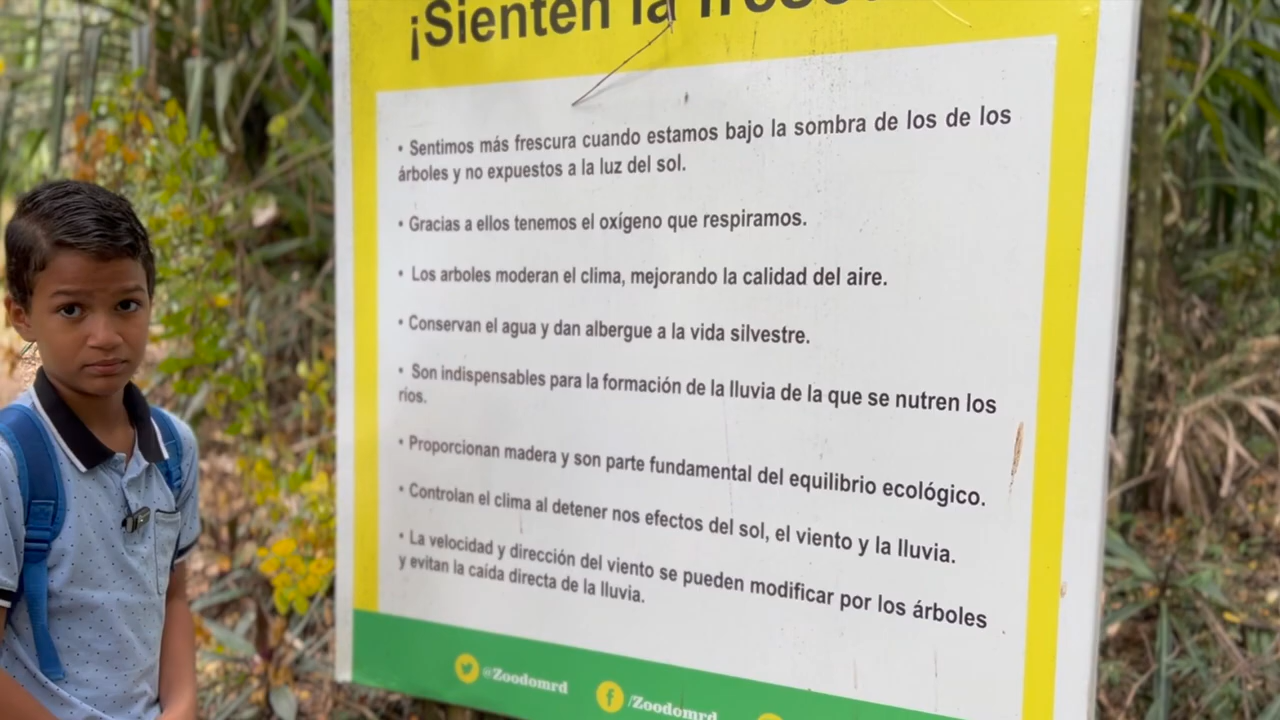 ¡Sienten la
• Sentimos más frescura cuando estamos bajo la sombra de los de los
árboles y no expuestos a la luz del sol.
• Gracias a ellos tenemos el oxígeno que respiramos.
• Los arboles moderan el clima, mejorando la calidad del aire.
• Conservan el agua y dan albergue a la vida silvestre.
• Son indispensables para la formación de la lluvia de la que se nutren los
ríos.
• Proporcionan madera y son parte fundamental del equilibrio ecológico.
• Controlan el clima al detener nos efectos del sol, el viento y la lluvia.
• La velocidad y dirección del viento se pueden modificar por los árboles
y evitan la caída directa de la lluvia.
@Zoodomrd
/Zoodomrd